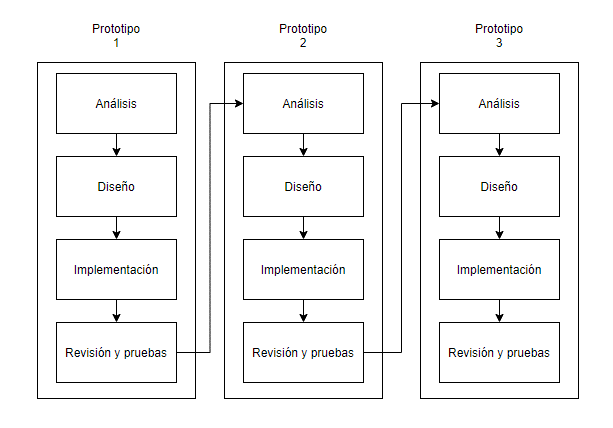 Prototipo
1
Análisis
Diseño
Implementación
Revisión y pruebas
Prototipo
2
Análisis
Diseño
Implementación
Revisión y pruebas
Prototipo
3
Análisis
Diseño
Implementación
Revisión y pruebas